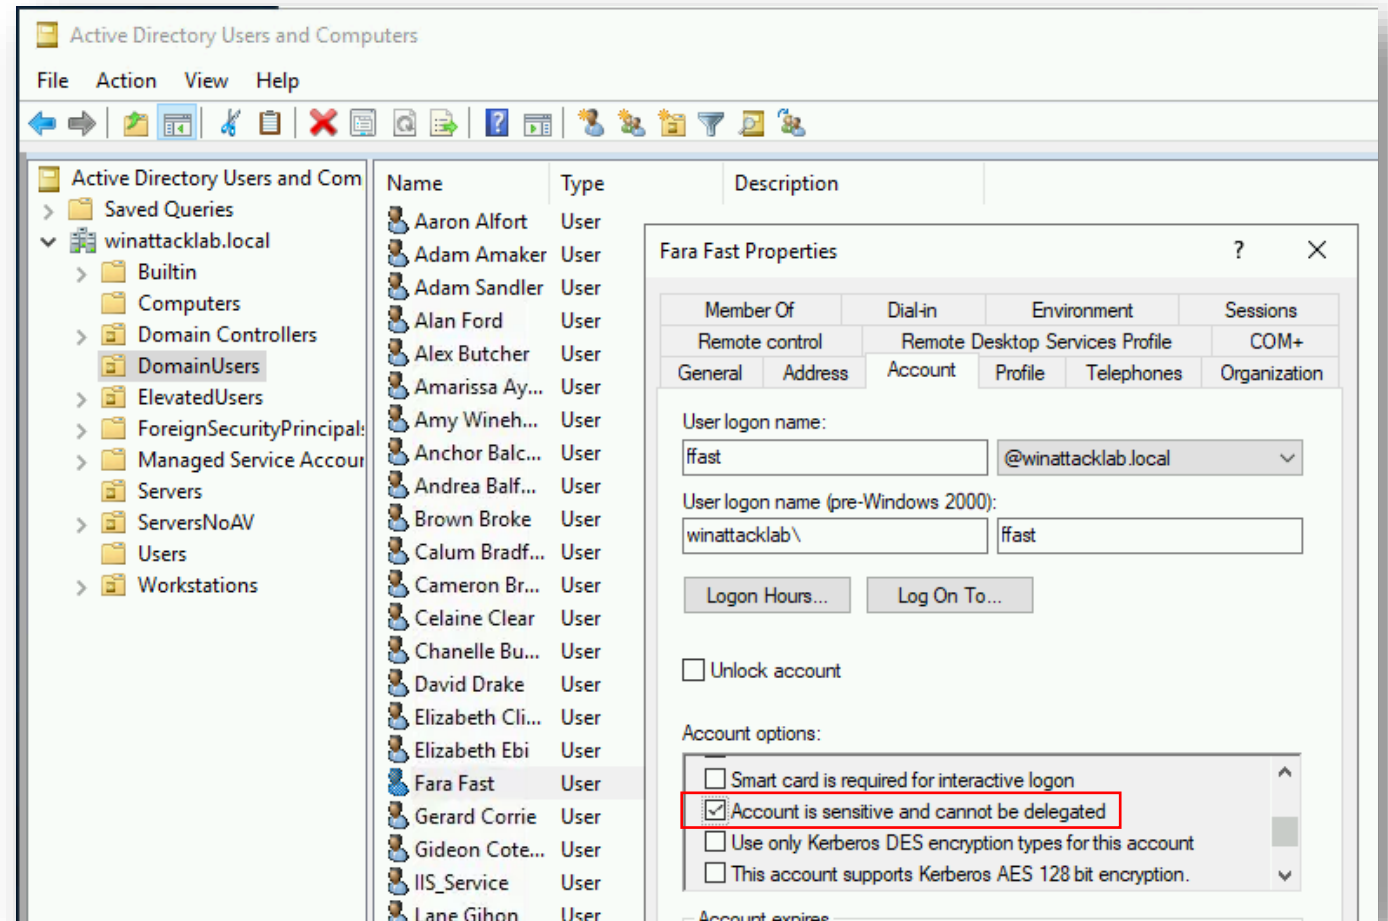 Active Directory Users and Computers
File Action View Help
Active Directory Users and Com
Saved Queries
winattacklab.local
Builtin
Computers
Domain Controllers
DomainUsers
ElevatedUsers
ForeignSecurityPrincipals
Managed Service Accour
Servers
ServersNoAV
Users
Workstations
Name Type Description
Aaron Alfort User
Adam Amaker User
Adam Sandler User
Alan Ford User
Alex Butcher User
Amarissa Ay... User
Amy Wineh... User
Anchor Balc... User
Andrea Balf... User
Brown Broke User
Calum Bradf... User
Cameron Br... User
Celaine Clear User
Chanelle Bu... User
David Drake User
Elizabeth Cli... User
Elizabeth Ebi User
Fara Fast User
Gerard Corrie User
Gideon Cote... User
IIS_Service User
Lane Gihon User
Fara Fast Properties ?
Member Of Dial-in Environment Sessions
Remote control Remote Desktop Services Profile COM+
General Address Account Profile Telephones Organization
User logon name:
ffast @winattacklab.local
User logon name (pre-Windows 2000):
winattacklab\ ffast
Logon Hours... Log On To...
Unlock account
Account options:
Smart card is required for interactive logon
Account is sensitive and cannot be delegated
Use only Kerberos DES encryption types for this account
This account supports Kerberos AES 128 bit encryption.
Account expires